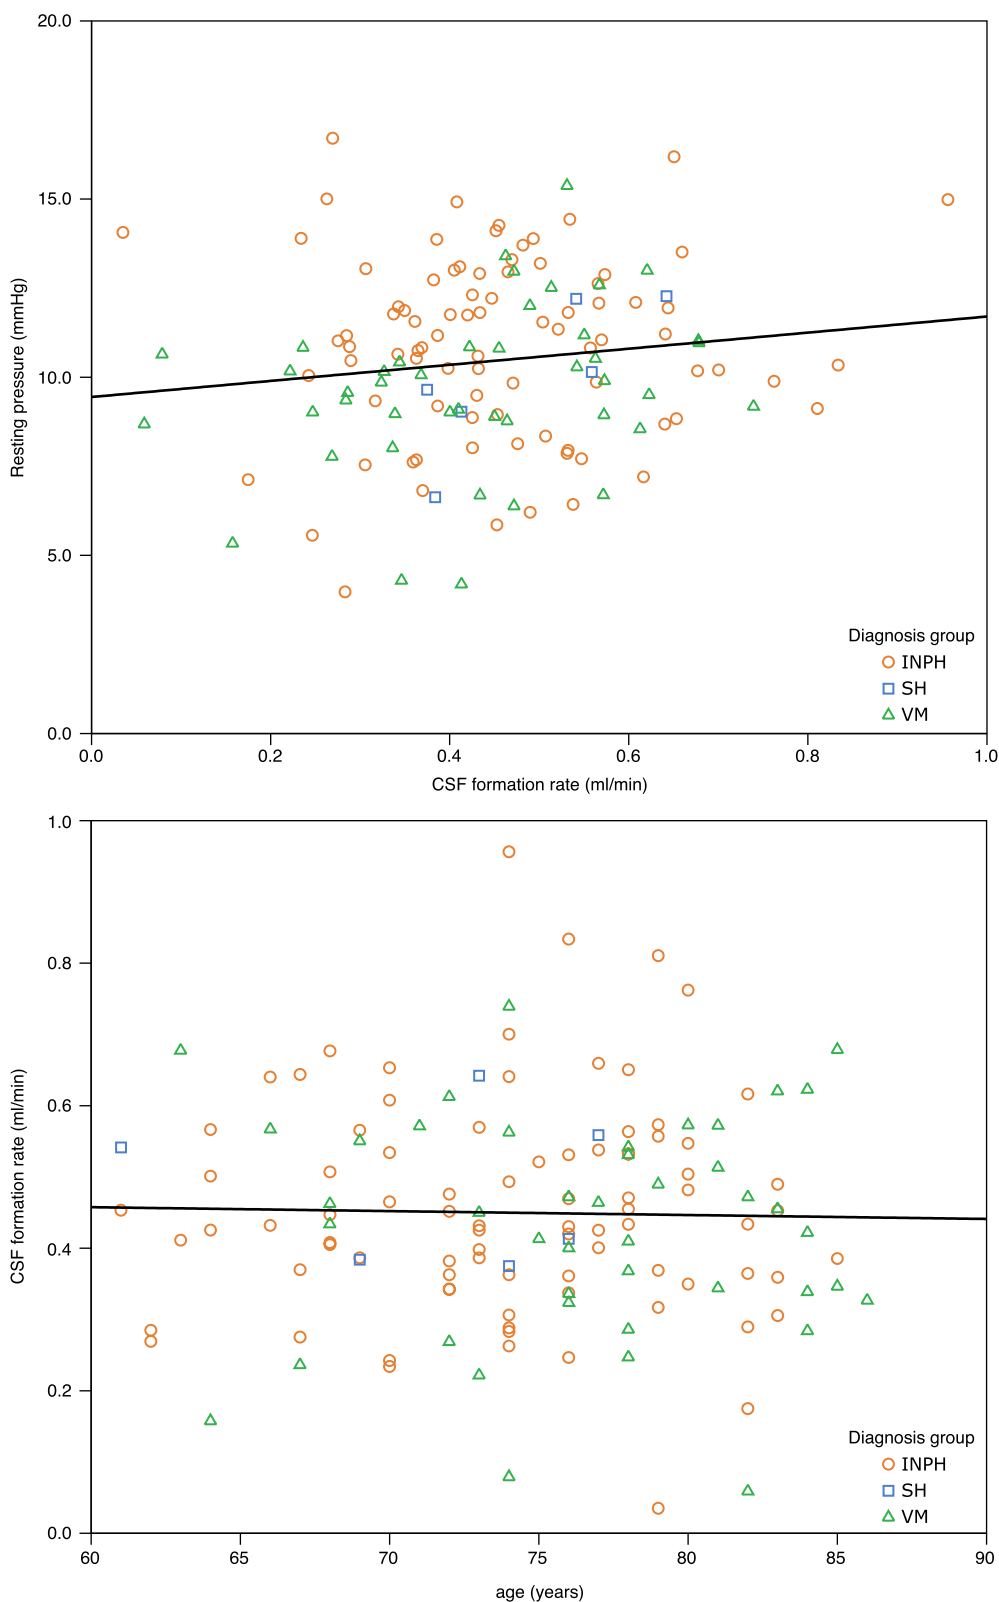 20.0
15.0
10.0
5.0
0.0
Resting pressure (mmHg)
Diagnosis group
INPH
SH
VM
0.0 0.2 0.4 0.6 0.8 1.0
CSF formation rate (ml/min)
1.0
0.8
0.6
0.4
0.2
0.0
CSF formation rate (ml/min)
Diagnosis group
INPH
SH
VM
60 65 70 75 80 85 90
age (years)